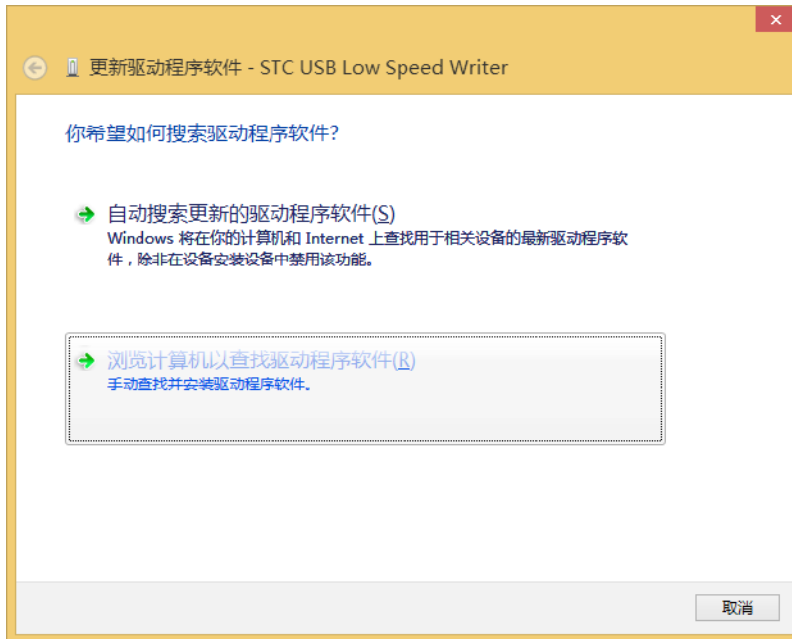 更新驱动程序软件 - STC USB Low Speed Writer
你希望如何搜索驱动程序软件?
自动搜索更新的驱动程序软件(S)
Windows 将在你的计算机和 Internet 上查找用于相关设备的最新驱动程序软
件，除非在设备安装设备中禁用该功能。
浏览计算机以查找驱动程序软件(R)
手动查找并安装驱动程序软件。
取消